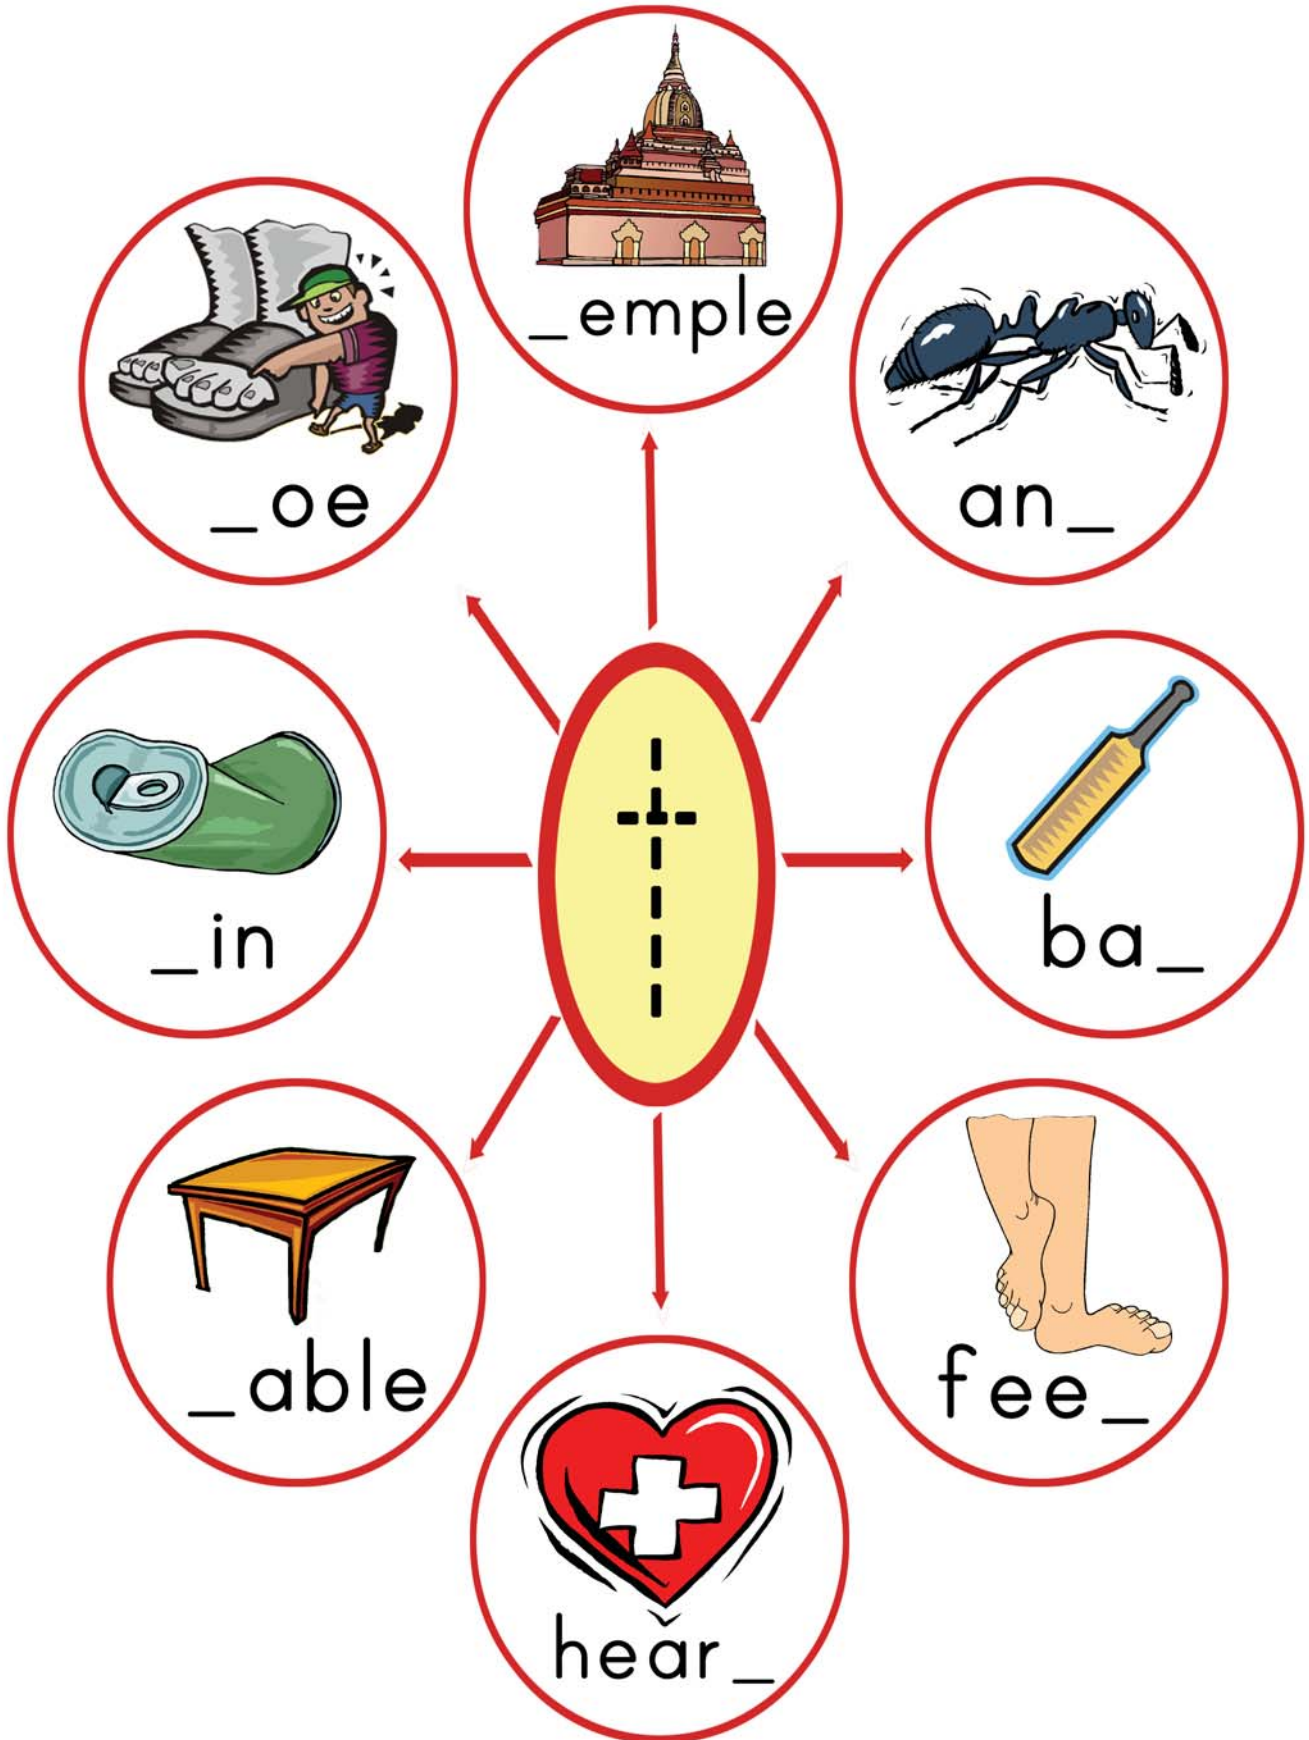 _emple
_oe
an_
t
_in
ba_
_able
fee_
hear_